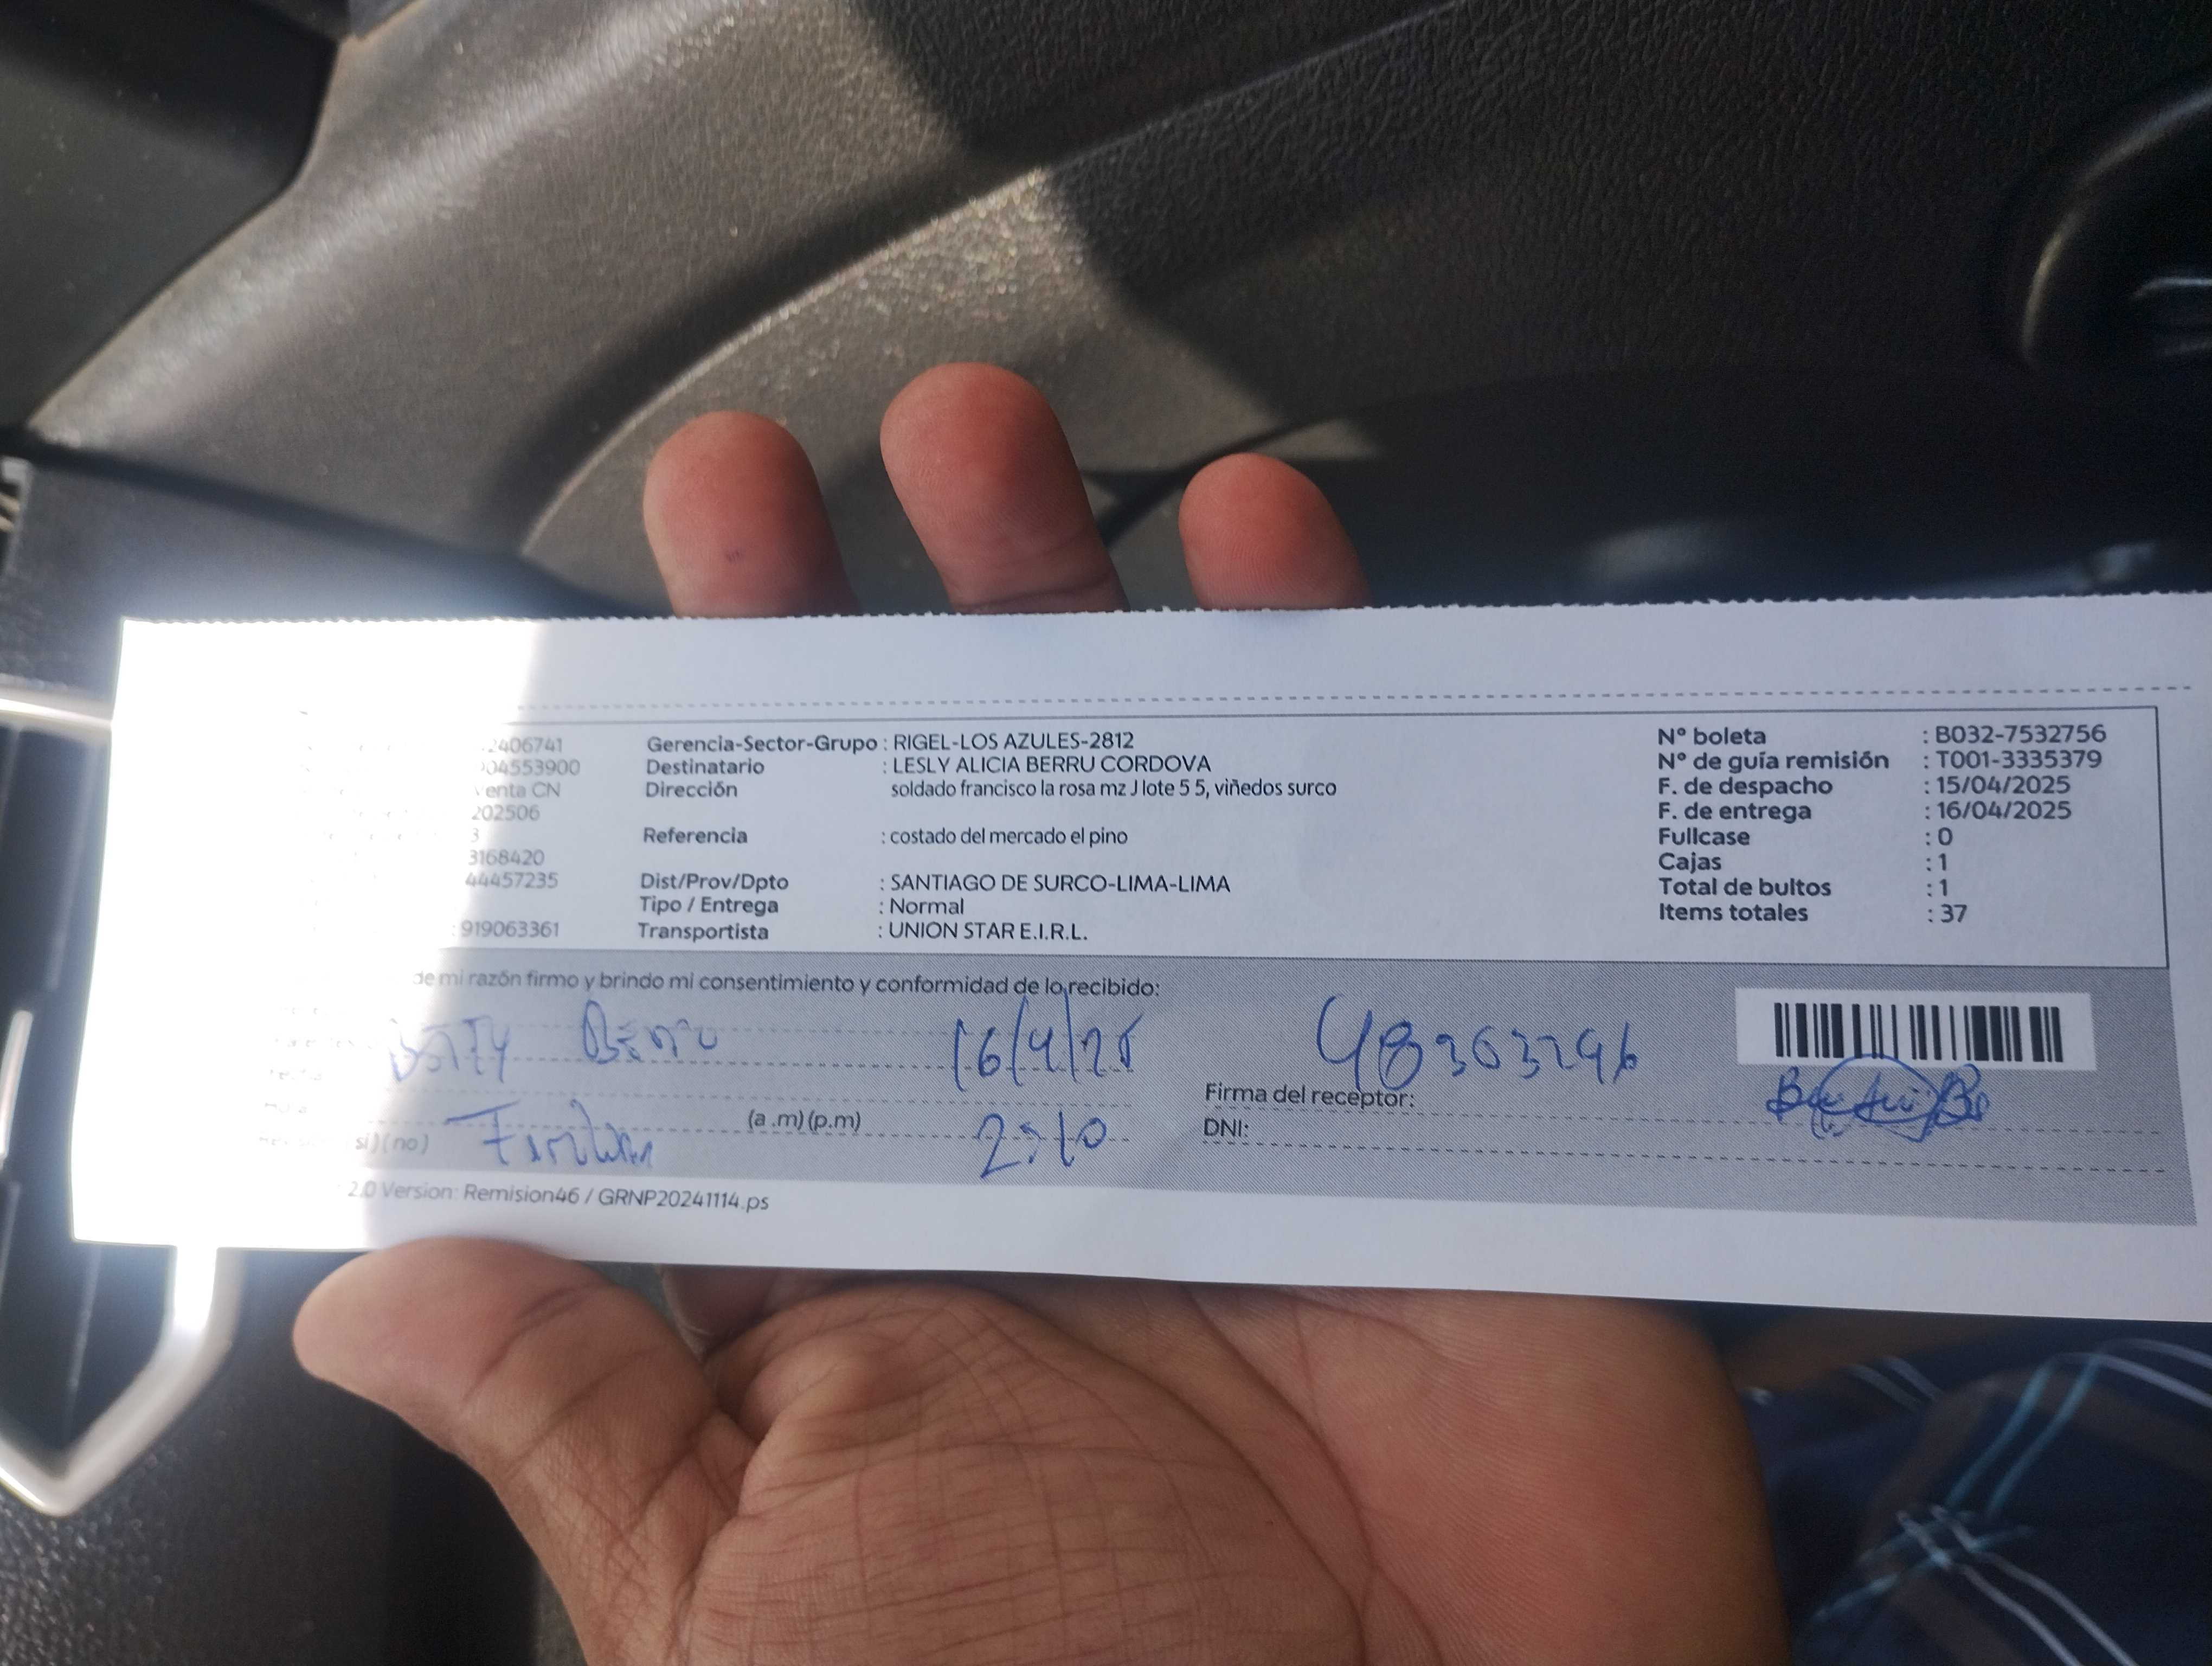 2406741 Gerencia-Sector-Grupo : RIGEL-LOS AZULES-2812 Nº boleta : B032-7532756
904553900 Destinatario : LESLY ALICIA BERRU CORDOVA Nº de guía remisión : T001-3335379
venta CN Dirección soldado francisco la rosa mz J lote 5 5, viñedos surco F. de despacho : 15/04/2025
202506 F. de entrega : 16/04/2025
3 Referencia : costado del mercado el pino Fullcase : 0
3168420 Cajas : 1
44457235 Dist/Prov/Dpto : SANTIAGO DE SURCO-LIMA-LIMA Total de bultos : 1
Tipo / Entrega : Normal Items totales : 37
: 919063361 Transportista : UNION STAR E.I.R.L.
de mi razón firmo y brindo mi consentimiento y conformidad de lo recibido:
Berru 16/4/25 48363296
Firma del receptor:
(a .m) (p.m) 2:10
DNI:
si) (no)
2.0 Version: Remision46 / GRNP20241114.ps